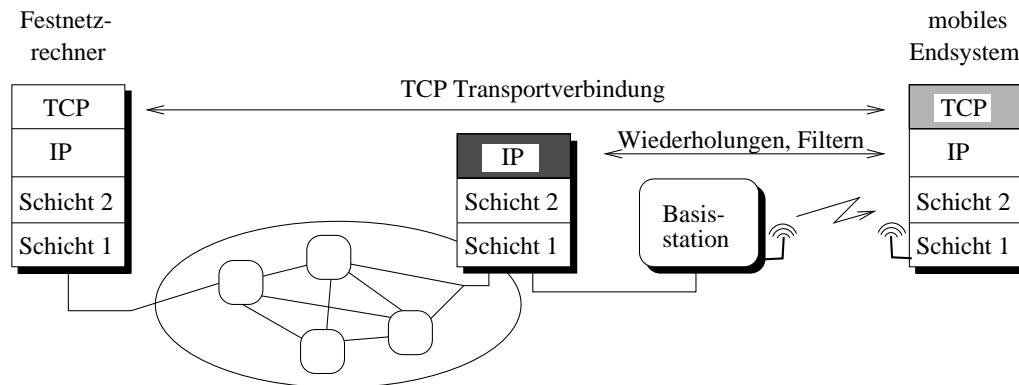 Festnetz-
rechner
mobiles
Endsystem
TCP Transportverbindung
TCP
IP
Schicht 2
Schicht 1
IP
Schicht 2
Schicht 1
Wiederholungen, Filtern
Basis-
station
TCP
IP
Schicht 2
Schicht 1